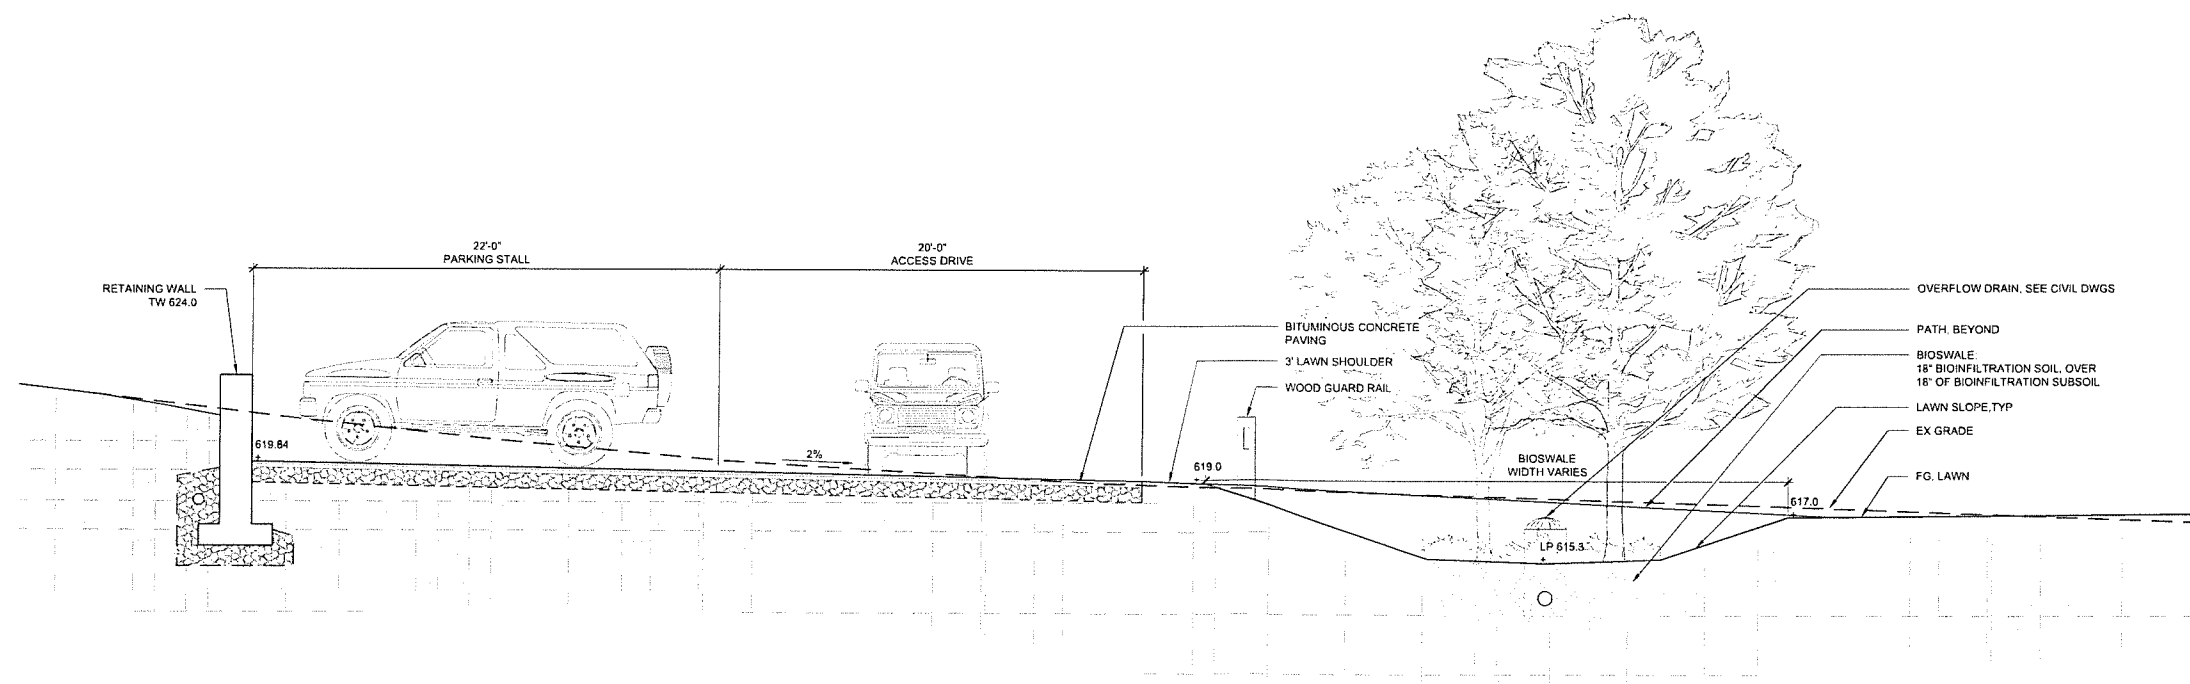 22'-0"
PARKING STALL
20'-0"
ACCESS DRIVE
RETAINING WALL
TW 624.0
619.64
2%
BITUMINOUS CONCRETE
PAVING
3' LAWN SHOULDER
WOOD GUARD RAIL
619.0
BIOSWALE
WIDTH VARIES
LP 615.3
617.0
OVERFLOW DRAIN, SEE CIVIL DWGS
PATH, BEYOND
BIOSWALE:
18" BIOINFILTRATION SOIL, OVER
18" OF BIOINFILTRATION SUBSOIL
LAWN SLOPE,TYP
EX GRADE
FG, LAWN